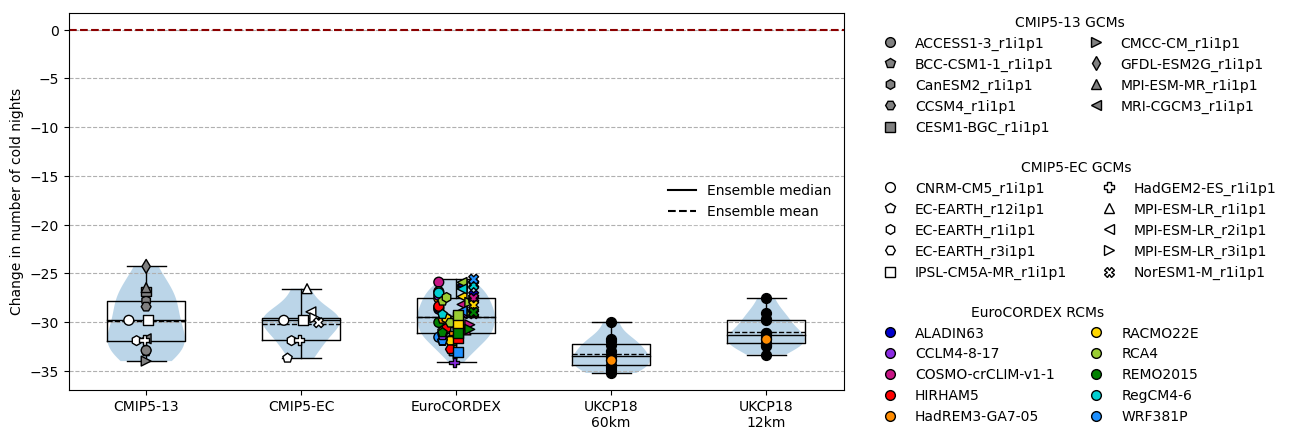 Change in number of cold nights
0
−5
−10
−15
−20
−25
−30
−35
CMIP5-13
CMIP5-EC
EuroCORDEX
UKCP18
60km
UKCP18
12km
Ensemble median
Ensemble mean
CMIP5-13 GCMs
ACCESS1-3_r1i1p1
BCC-CSM1-1_r1i1p1
CanESM2_r1i1p1
CCSM4_r1i1p1
CESM1-BGC_r1i1p1
CMCC-CM_r1i1p1
GFDL-ESM2G_r1i1p1
MPI-ESM-MR_r1i1p1
MRI-CGCM3_r1i1p1
CMIP5-EC GCMs
CNRM-CM5_r1i1p1
EC-EARTH_r12i1p1
EC-EARTH_r1i1p1
EC-EARTH_r3i1p1
IPSL-CM5A-MR_r1i1p1
HadGEM2-ES_r1i1p1
MPI-ESM-LR_r1i1p1
MPI-ESM-LR_r2i1p1
MPI-ESM-LR_r3i1p1
NorESM1-M_r1i1p1
EuroCORDEX RCMs
ALADIN63
CCLM4-8-17
COSMO-crCLIM-v1-1
HIRHAM5
HadREM3-GA7-05
RACMO22E
RCA4
REMO2015
RegCM4-6
WRF381P